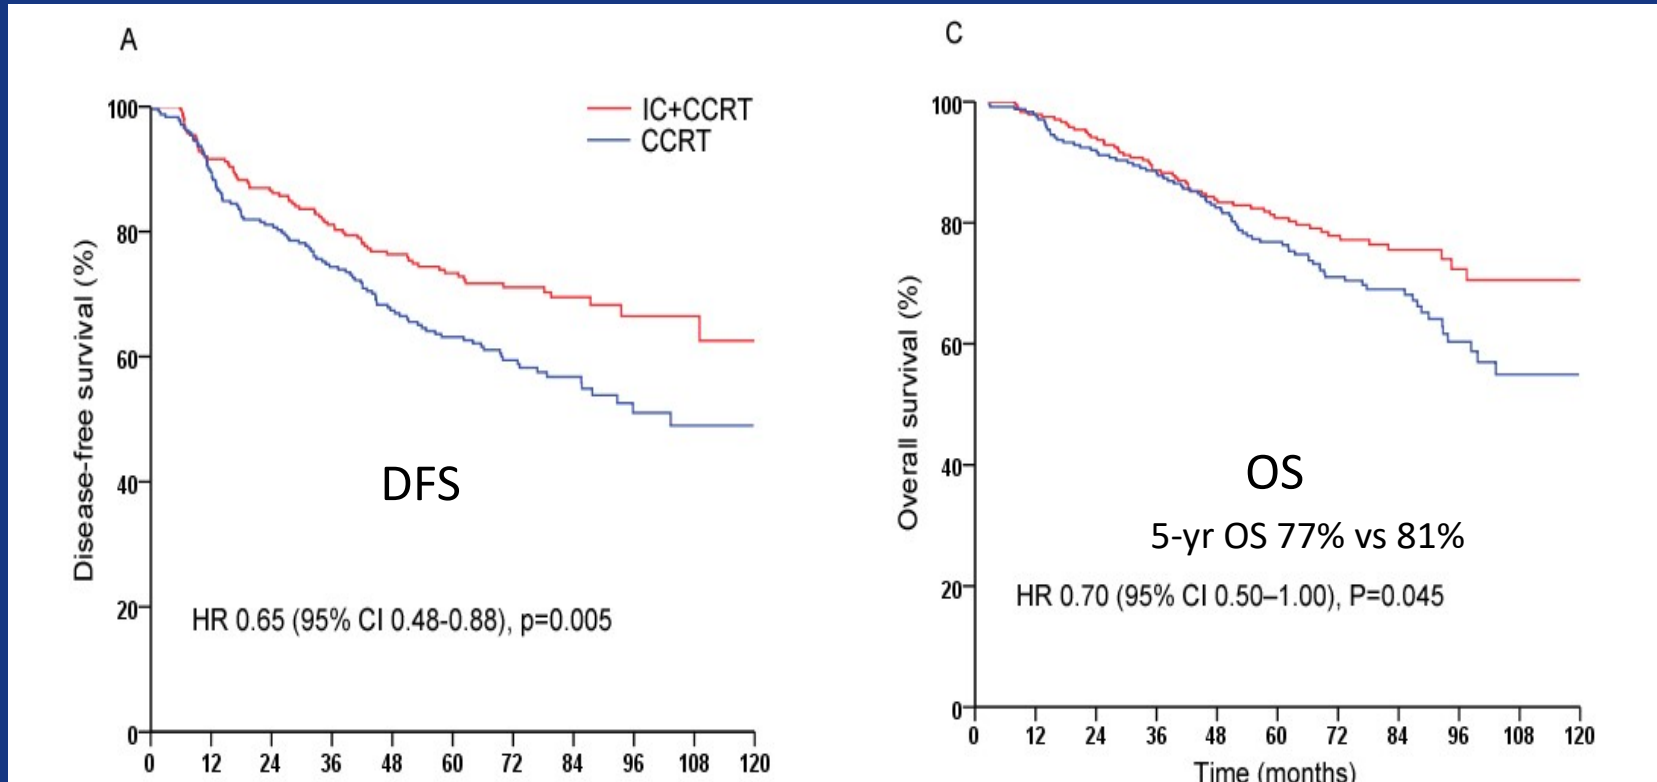 A
IC+CCRT
CCRT
Disease-free survival (%)
100
80
60
40
20
0
DFS
HR 0.65 (95% CI 0.48-0.88), p=0.005
0 12 24 36 48 60 72 84 96 108 120
C
Overall survival (%)
100
80
60
40
20
0
OS
5-yr OS 77% vs 81%
HR 0.70 (95% CI 0.50–1.00), P=0.045
0 12 24 36 48 60 72 84 96 108 120
Time (months)